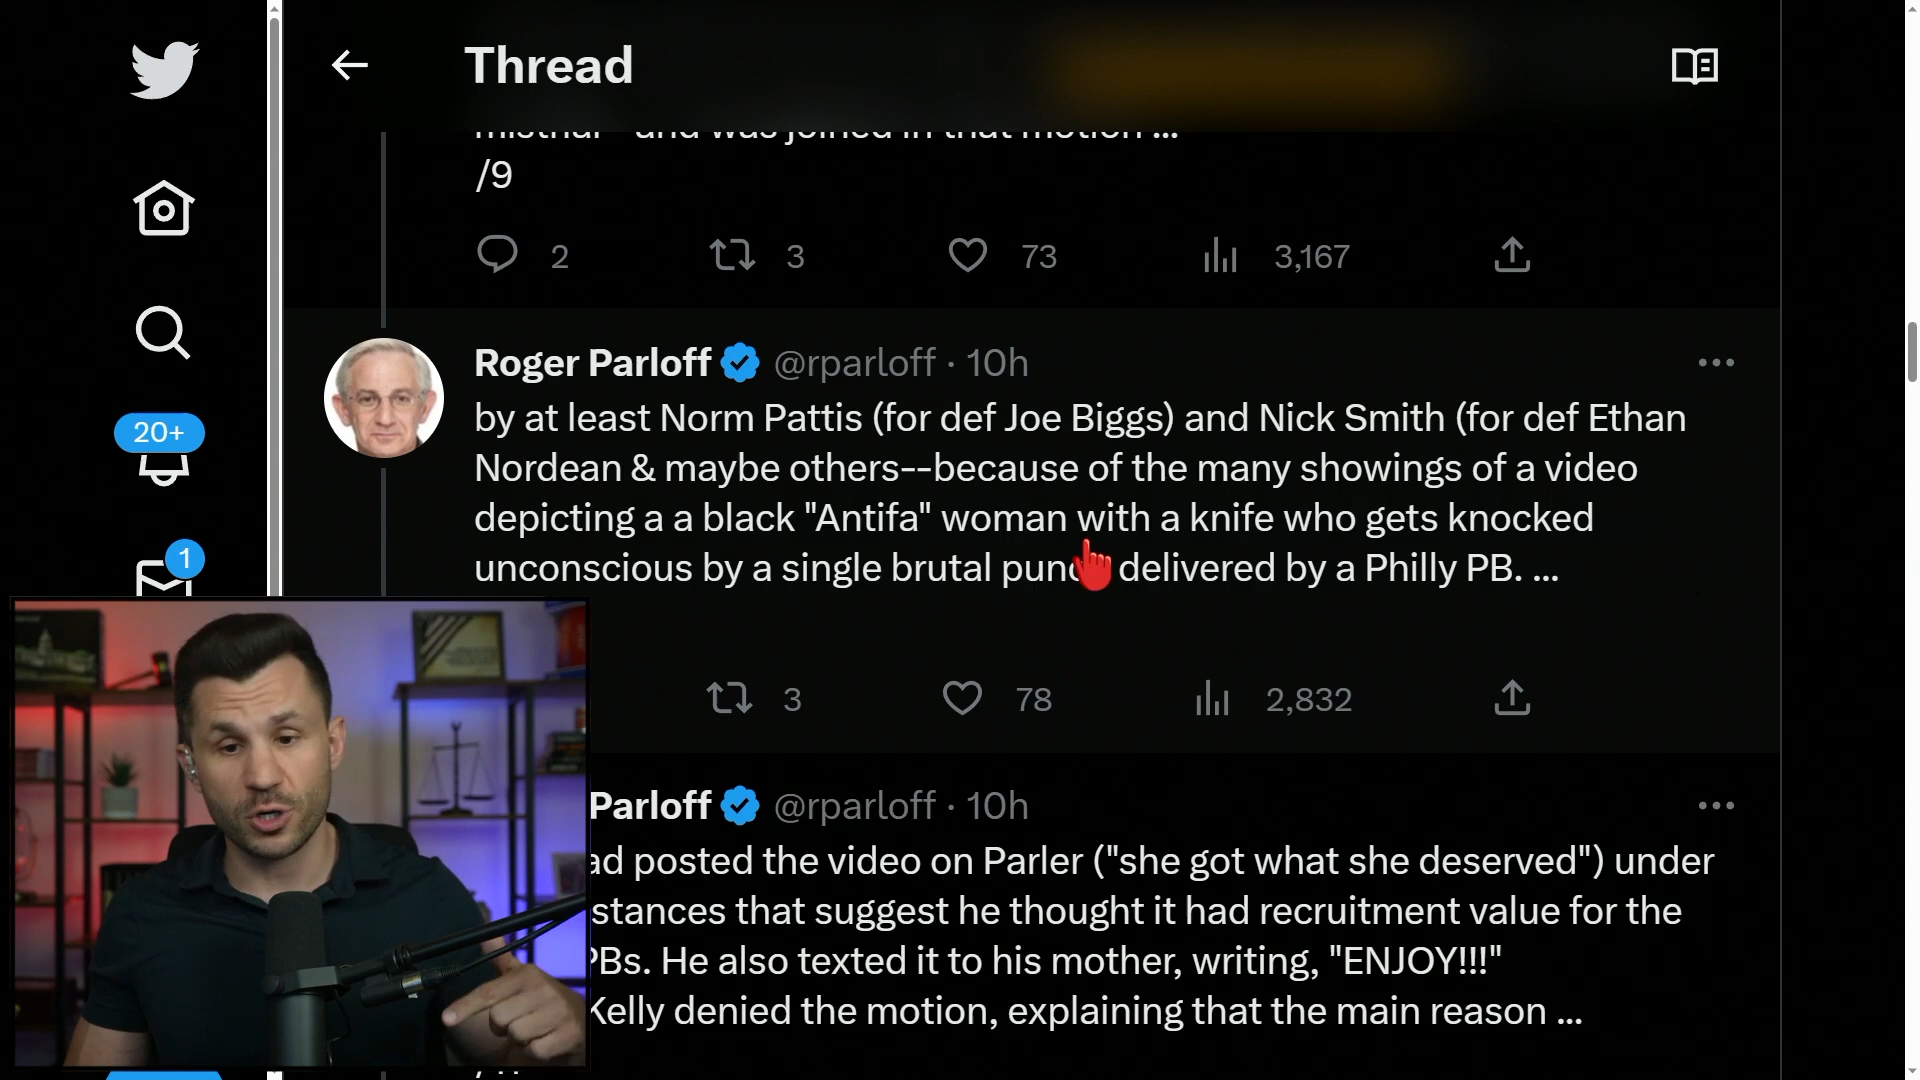 Thread
and was joined in that motion ...
/9
2 3 73 3,167
Roger Parloff @rparloff · 10h
by at least Norm Pattis (for def Joe Biggs) and Nick Smith (for def Ethan
Nordean & maybe others--because of the many showings of a video
depicting a a black "Antifa" woman with a knife who gets knocked
unconscious by a single brutal delivered by a Philly PB. ...
3 78 2,832
Parloff @rparloff · 10h
posted the video on Parler ("she got what she deserved") under
that suggest he thought it had recruitment value for the
PBs. He also texted it to his mother, writing, "ENJOY!!!"
Kelly denied the motion, explaining that the main reason ...
20+
1